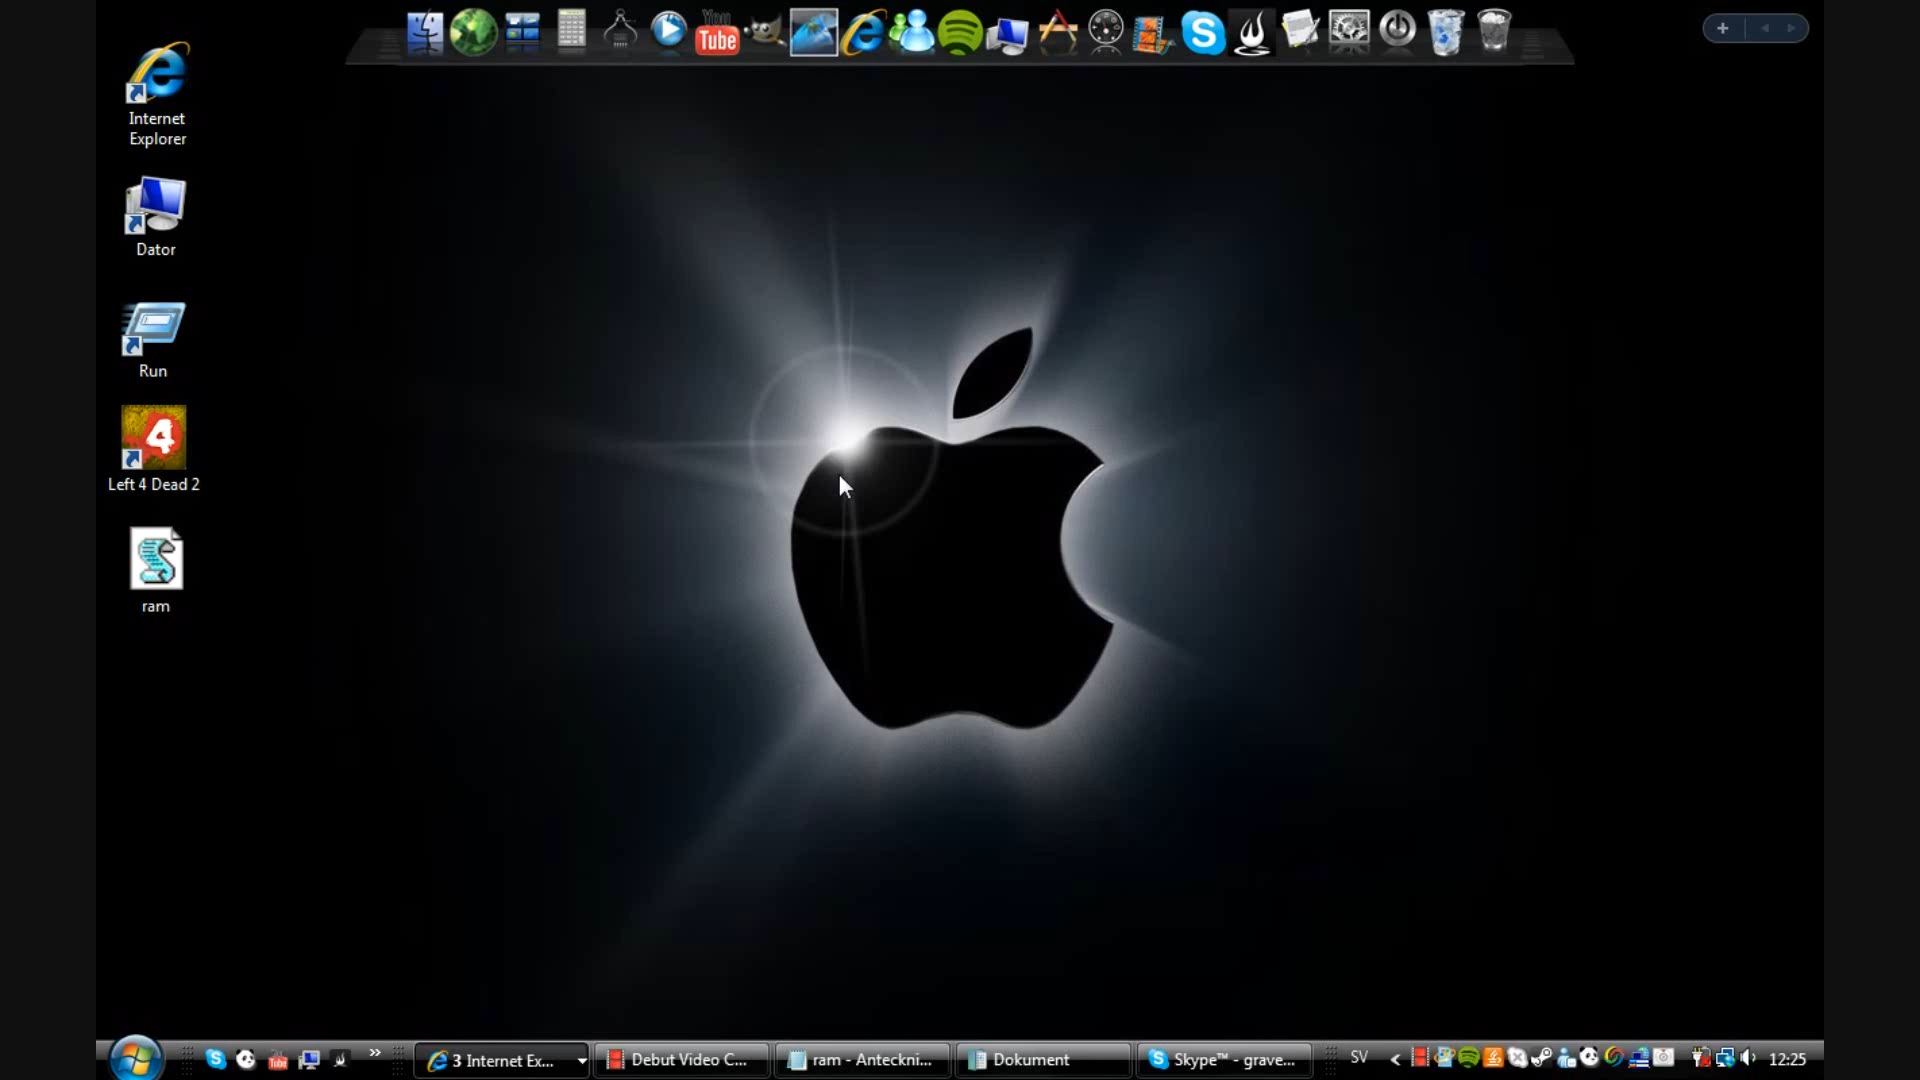 You
Tube
Internet
Explorer
Dator
Run
Left 4 Dead 2
ram
3 Internet Ex...
Debut Video C...
ram - Anteckni...
Dokument
Skype™ - grave...
SV
12:25